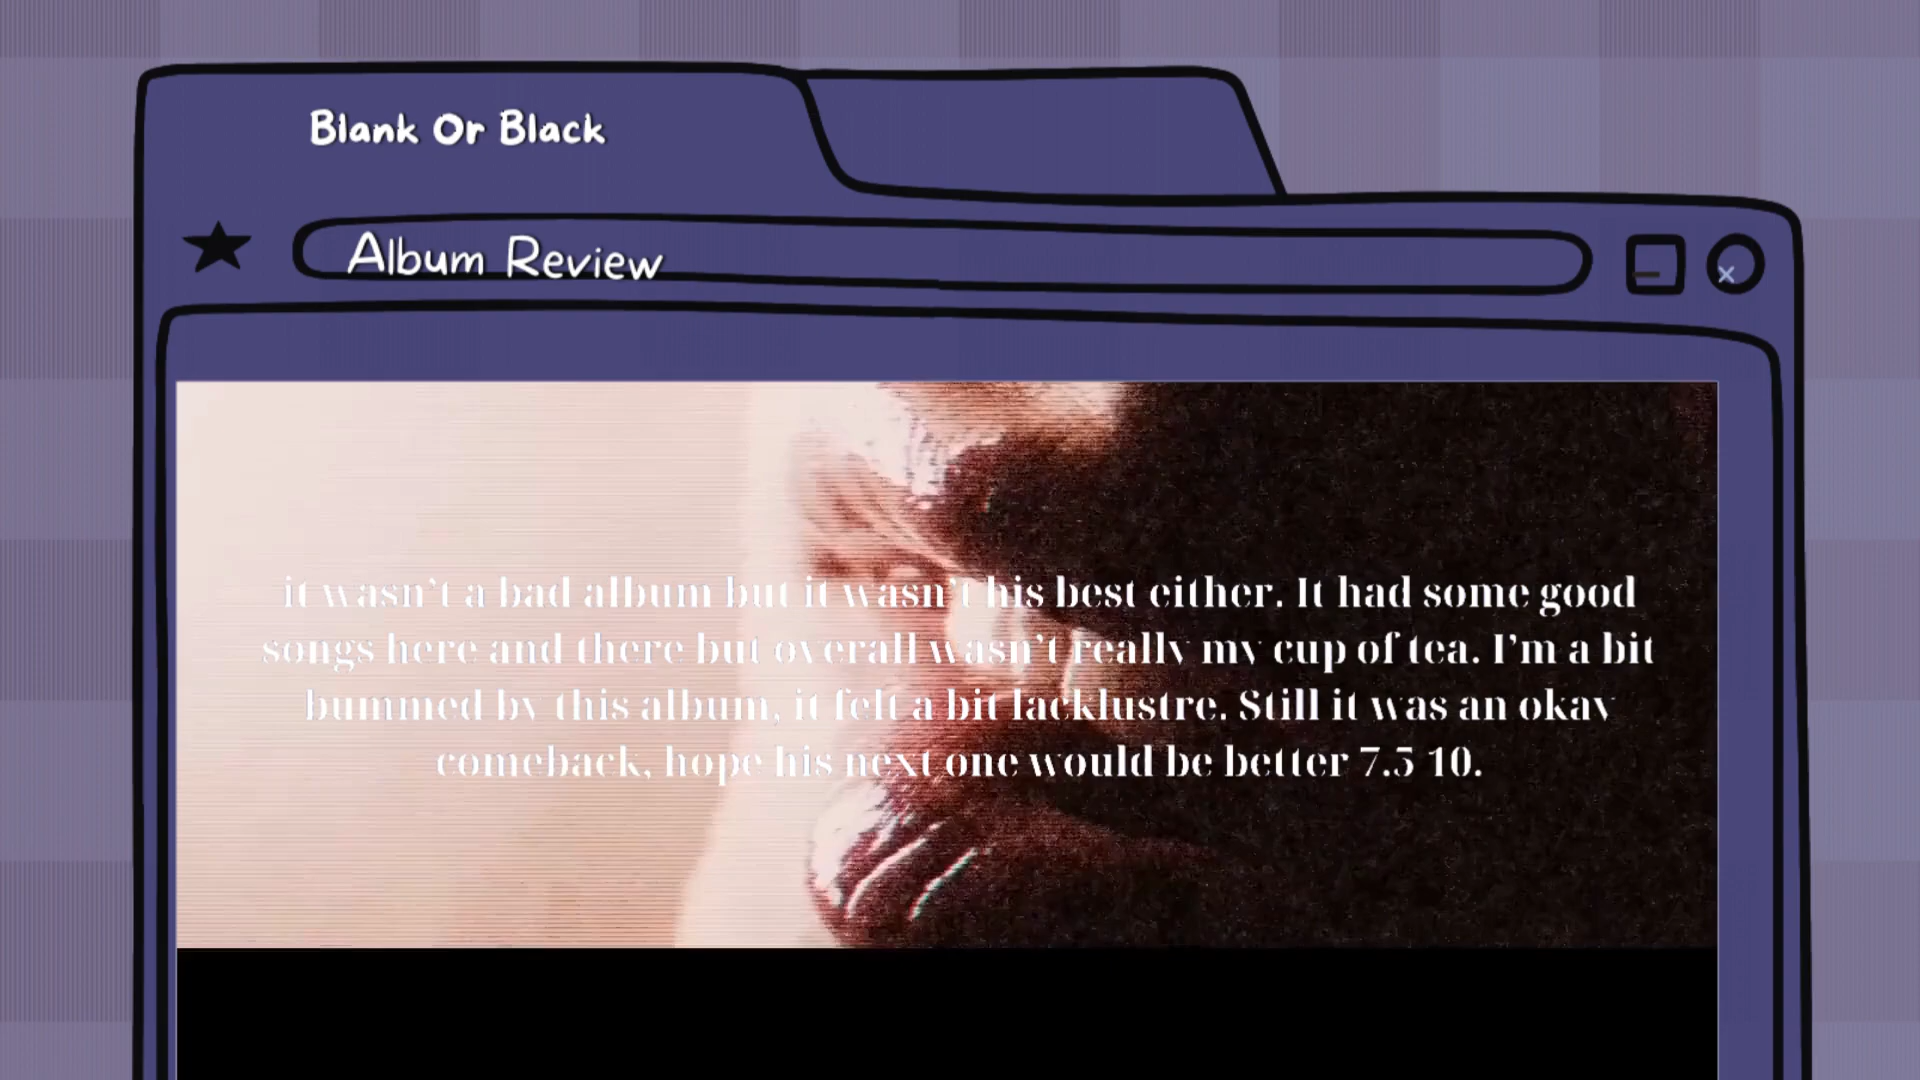 Blank Or Black
Album Review
it wasn't a bad album but it wasn't his best either. It had some good
songs here and there but overall wasn't really my cup of tea. I'm a bit
bummed by this album, it felt a bit lacklustre. Still it was an okay
comeback, hope his next one would be better 7.5 10.